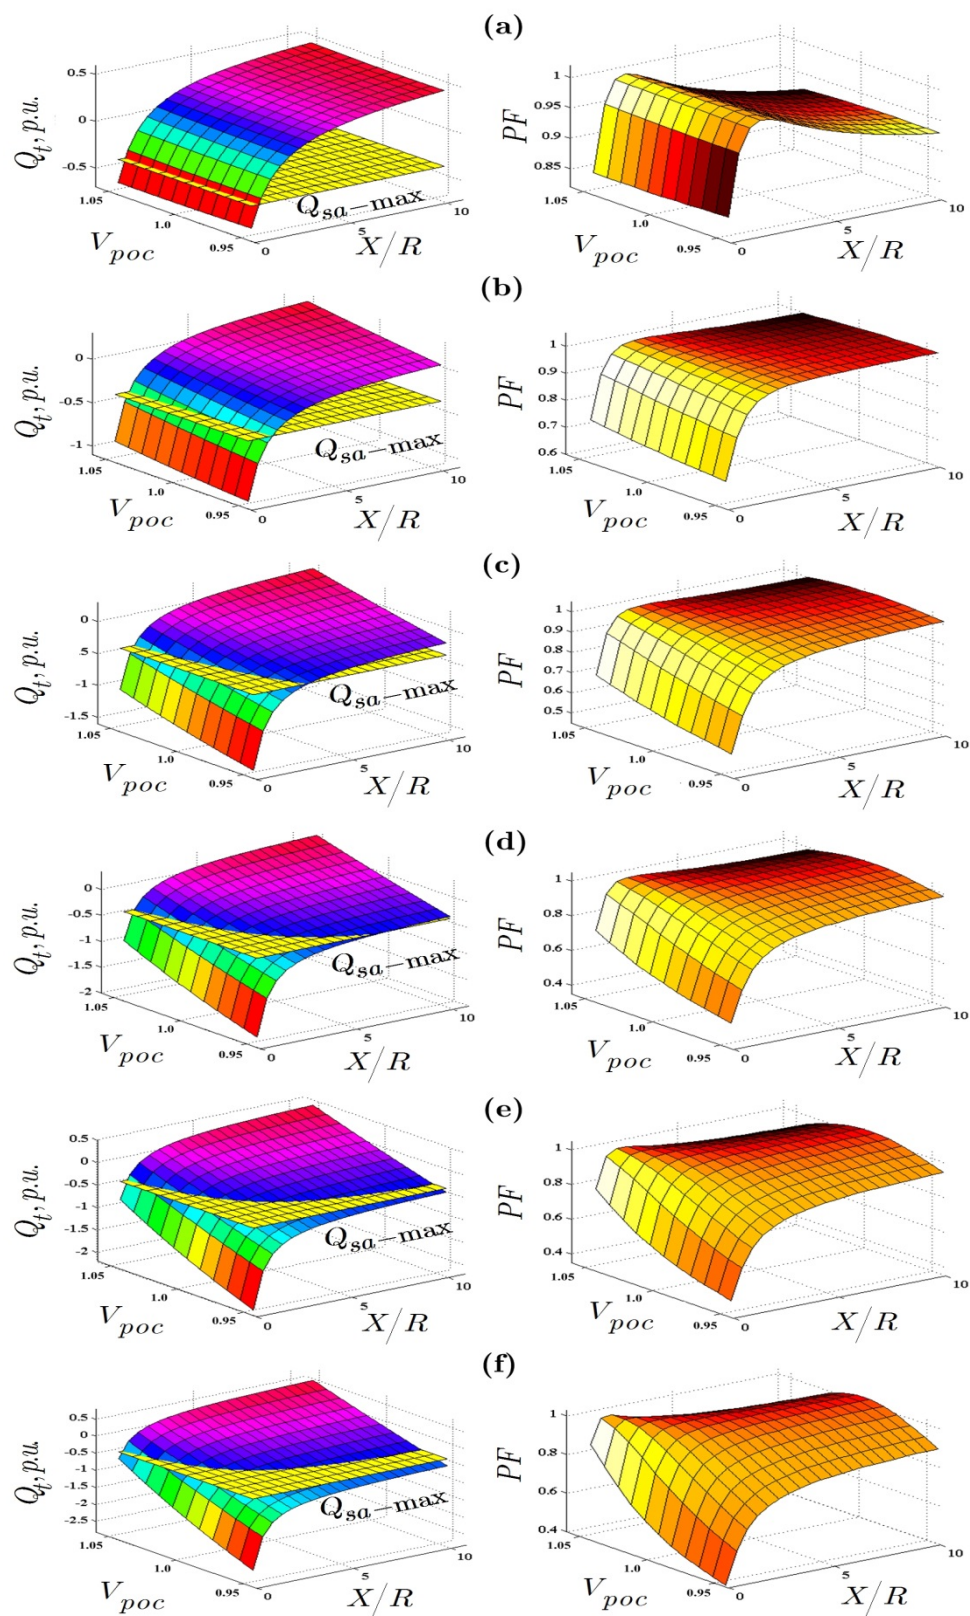 (a)
Q_t, p.u.
0.5
0
-0.5
1.05
1.0
0.95
V_poc
0
5
10
X/R
Q_sa-max
PF
1
0.95
0.9
0.85
1.05
1.0
0.95
V_poc
0
5
10
X/R
(b)
Q_t, p.u.
0
-0.5
-1
1.05
1.0
0.95
V_poc
0
5
10
X/R
Q_sa-max
PF
1
0.9
0.8
0.7
0.6
1.05
1.0
0.95
V_poc
0
5
10
X/R
(c)
Q_t, p.u.
0
.5
-1
-1.5
1.05
1.0
0.95
V_poc
0
5
10
X/R
Q_sa-max
PF
1
0.9
0.8
0.7
0.6
0.5
1.05
1.0
0.95
V_poc
0
5
10
X/R
(d)
Q_t, p.u.
0
-0.5
-1
-1.5
-2
1.05
1.0
0.95
V_poc
0
5
10
X/R
Q_sa-max
PF
1
0.8
0.6
0.4
1.05
1.0
0.95
V_poc
0
5
10
X/R
(e)
Q_t, p.u.
0.5
0
-0.5
-1
-1.5
-2
1.05
1.0
0.95
V_poc
0
5
10
X/R
Q_sa-max
PF
1
0.8
0.6
0.4
1.05
1.0
0.95
V_poc
0
5
10
X/R
(f)
Q_t, p.u.
0.5
0
-0.5
-1
-1.5
-2
-2.5
1.05
1.0
0.95
V_poc
0
5
10
X/R
Q_sa-max
PF
1
0.8
0.6
0.4
1.05
1.0
0.95
V_poc
0
5
10
X/R